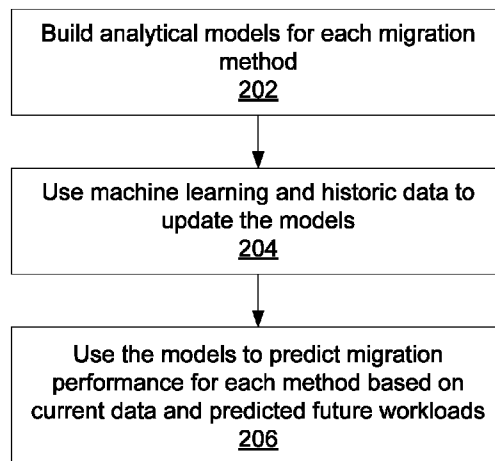 Build analytical models for each migration
method
202
Use machine learning and historic data to
update the models
204
Use the models to predict migration
performance for each method based on
current data and predicted future workloads
206